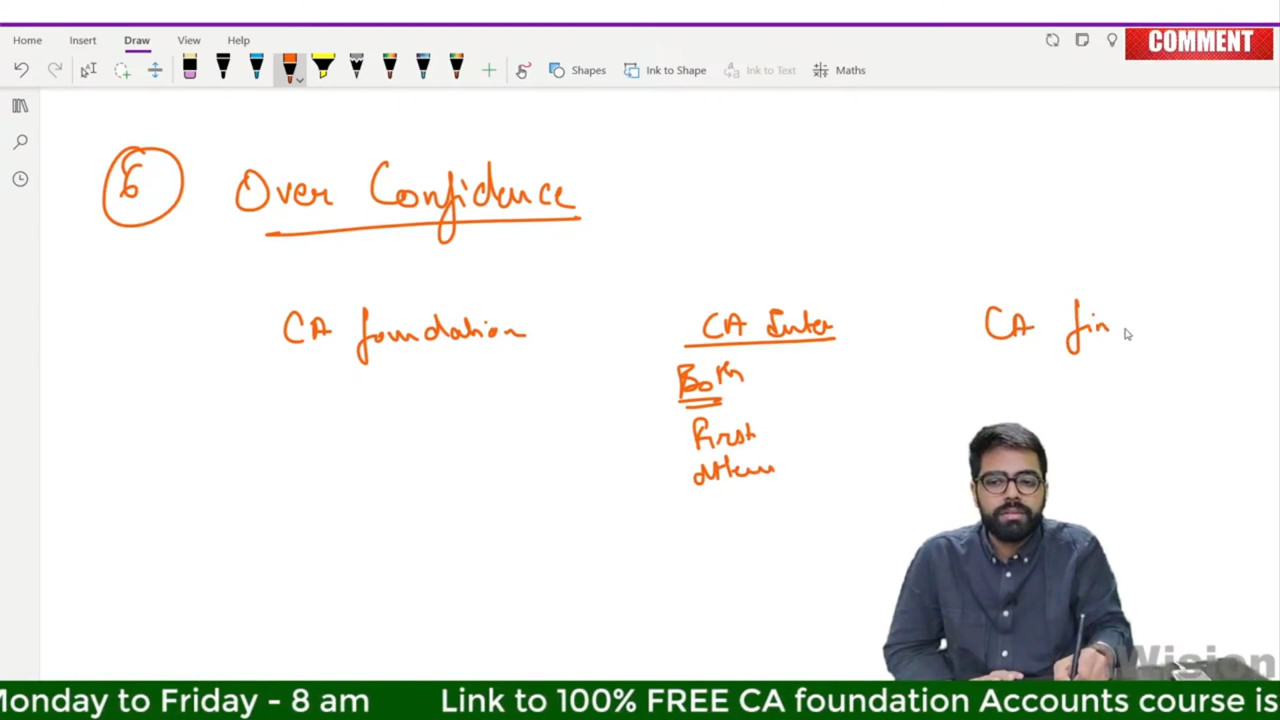 Home Insert Draw View Help
COMMENT
Shapes Ink to Shape Ink to Text Maths
6 Over Confidence
CA foundation CA Inter CA fin
Both
First
Attem
Wision
Monday to Friday - 8 am Link to 100% FREE CA foundation Accounts course is